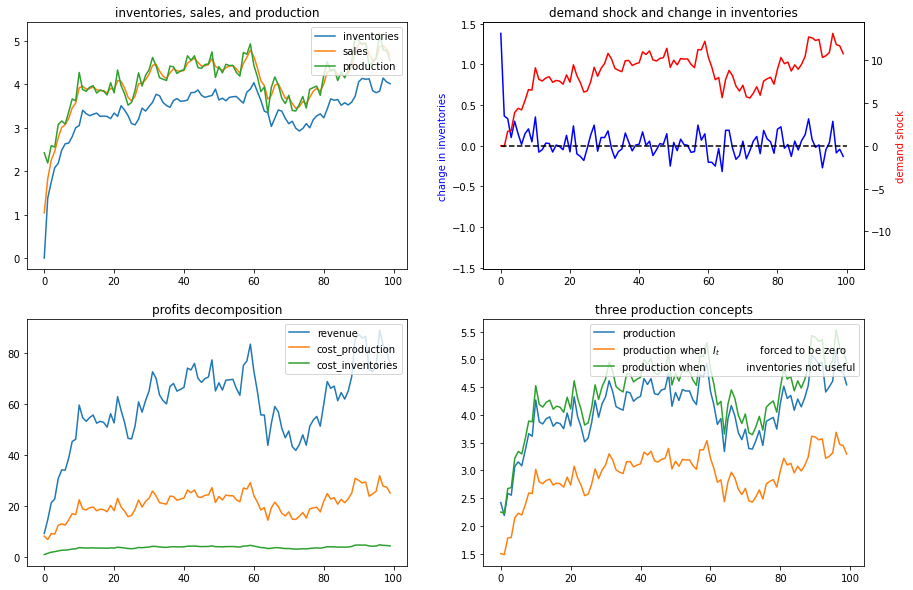 inventories, sales, and production
inventories
sales
production
5
4
3
2
1
0
0 20 40 60 80 100
demand shock and change in inventories
change in inventories
1.5
1.0
0.5
0.0
−0.5
−1.0
−1.5
10
5
0
−5
−10
demand shock
0 20 40 60 80 100
profits decomposition
revenue
cost_production
cost_inventories
80
60
40
20
0
0 20 40 60 80 100
three production concepts
production
production when I_t forced to be zero
production when inventories not useful
5.5
5.0
4.5
4.0
3.5
3.0
2.5
2.0
1.5
0 20 40 60 80 100